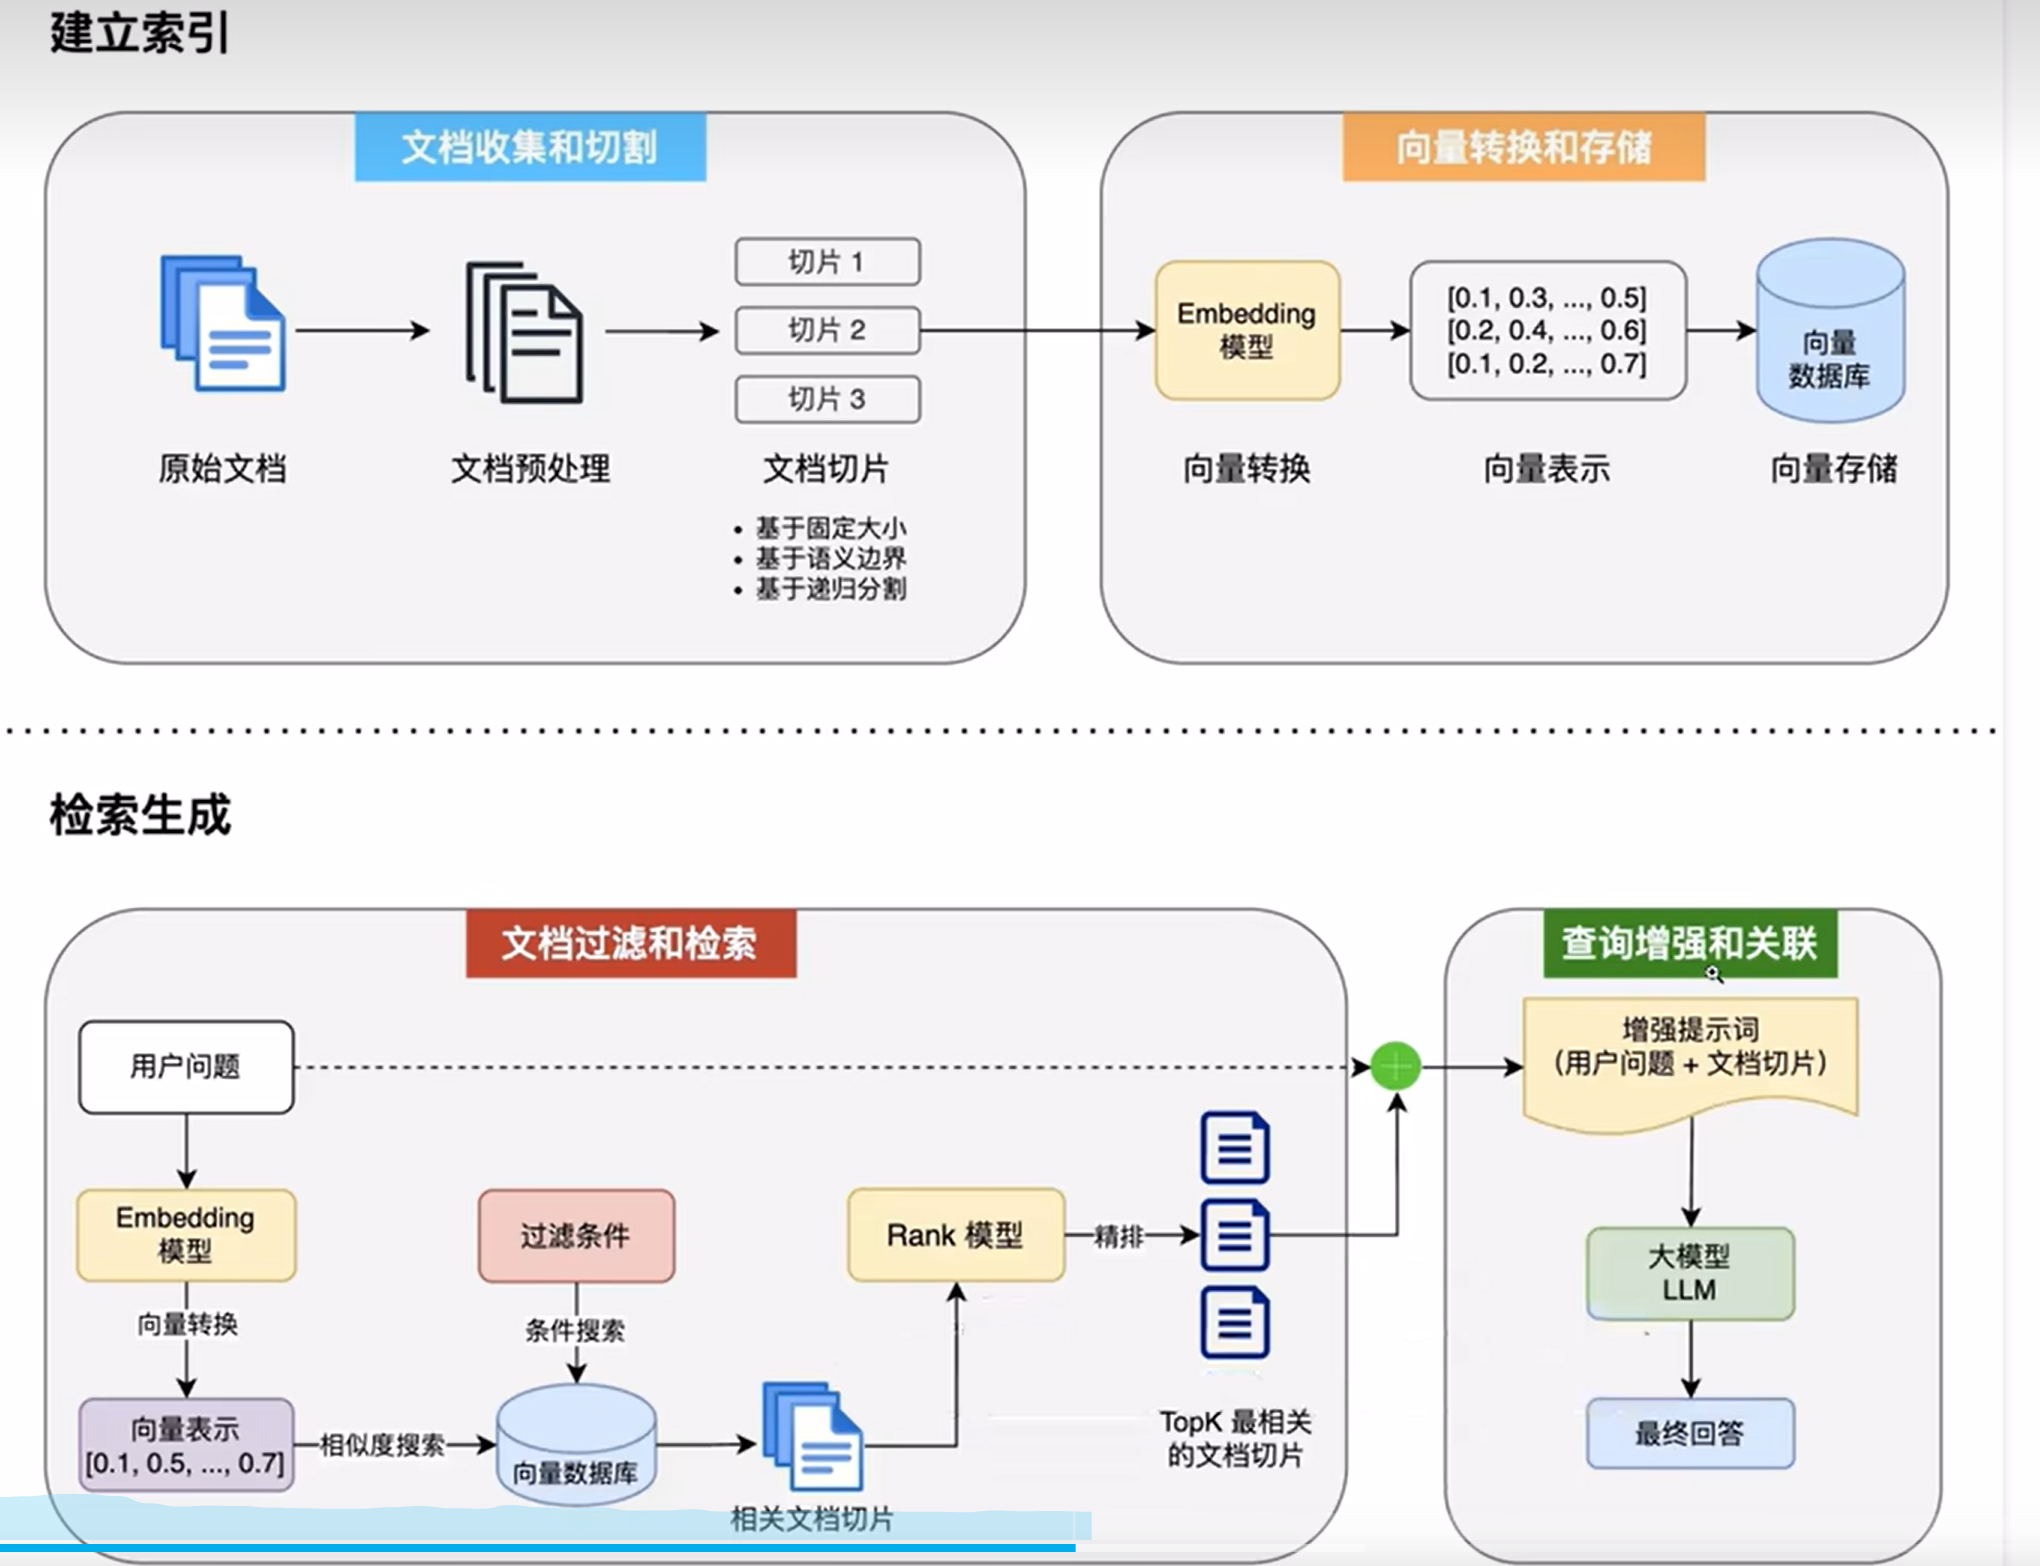 建立索引
文档收集和切割
向量转换和存储
切片 1
切片 2
切片 3
原始文档
文档预处理
文档切片
• 基于固定大小
• 基于语义边界
• 基于递归分割
Embedding
模型
[0.1, 0.3, ..., 0.5]
[0.2, 0.4, ..., 0.6]
[0.1, 0.2, ..., 0.7]
向量
数据库
向量转换
向量表示
向量存储
检索生成
文档过滤和检索
用户问题
Embedding
模型
向量转换
向量表示
[0.1, 0.5, ..., 0.7]
相似度搜索
过滤条件
条件搜索
向量数据库
相关文档切片
Rank 模型
精排
TopK 最相关
的文档切片
查询增强和关联
增强提示词
(用户问题 + 文档切片)
大模型
LLM
最终回答